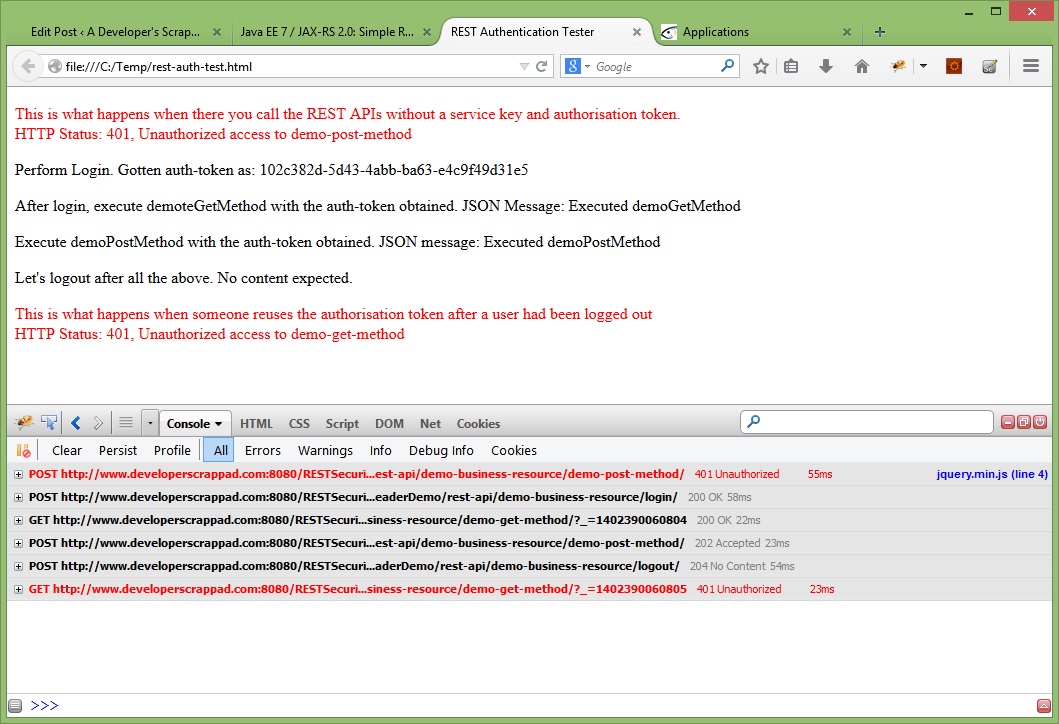 Edit Post ‹ A Developer's Scrap...
Java EE 7 / JAX-RS 2.0: Simple R...
REST Authentication Tester
Applications
file:///C:/Temp/rest-auth-test.html
Google
This is what happens when there you call the REST APIs without a service key and authorisation token.
HTTP Status: 401, Unauthorized access to demo-post-method
Perform Login. Gotten auth-token as: 102c382d-5d43-4abb-ba63-e4c9f49d31e5
After login, execute demoteGetMethod with the auth-token obtained. JSON Message: Executed demoGetMethod
Execute demoPostMethod with the auth-token obtained. JSON message: Executed demoPostMethod
Let's logout after all the above. No content expected.
This is what happens when someone reuses the authorisation token after a user had been logged out
HTTP Status: 401, Unauthorized access to demo-get-method
Console HTML CSS Script DOM Net Cookies
Clear Persist Profile All Errors Warnings Info Debug Info Cookies
POST http://www.developerscrappad.com:8080/RESTSecuri...est-api/demo-business-resource/demo-post-method/ 401 Unauthorized 55ms jquery.min.js (line 4)
POST http://www.developerscrappad.com:8080/RESTSecuri...eaderDemo/rest-api/demo-business-resource/login/ 200 OK 58ms
GET http://www.developerscrappad.com:8080/RESTSecuri...siness-resource/demo-get-method/?_=1402390060804 200 OK 22ms
POST http://www.developerscrappad.com:8080/RESTSecuri...est-api/demo-business-resource/demo-post-method/ 202 Accepted 23ms
POST http://www.developerscrappad.com:8080/RESTSecuri...aderDemo/rest-api/demo-business-resource/logout/ 204 No Content 54ms
GET http://www.developerscrappad.com:8080/RESTSecuri...siness-resource/demo-get-method/?_=1402390060805 401 Unauthorized 23ms
>>>